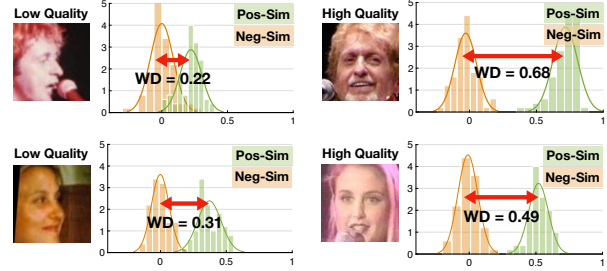 Low Quality
5
4
3
2
1
0
Pos-Sim
Neg-Sim
WD = 0.22
0
0.5
1
High Quality
5
4
3
2
1
0
Pos-Sim
Neg-Sim
WD = 0.68
0
0.5
1
Low Quality
5
4
3
2
1
0
Pos-Sim
Neg-Sim
WD = 0.31
0
0.5
1
High Quality
5
4
3
2
1
0
Pos-Sim
Neg-Sim
WD = 0.49
0
0.5
1